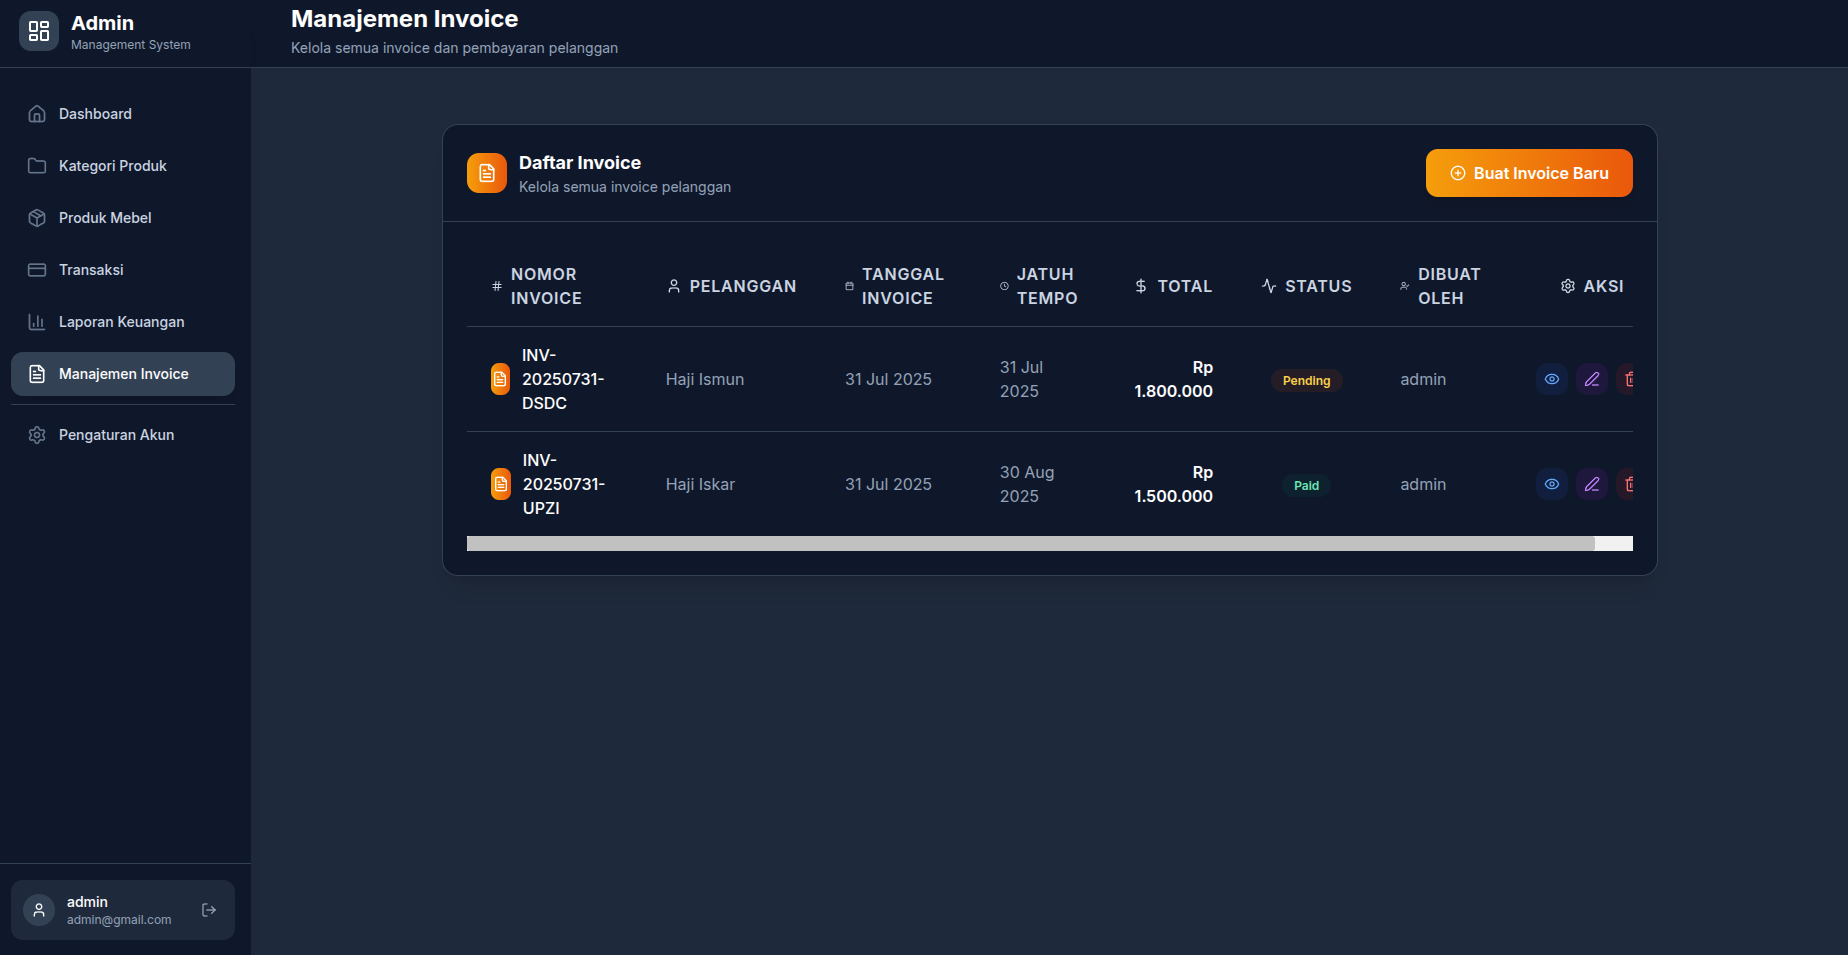 Admin
Management System
Manajemen Invoice
Kelola semua invoice dan pembayaran pelanggan
Dashboard
Kategori Produk
Produk Mebel
Transaksi
Laporan Keuangan
Manajemen Invoice
Pengaturan Akun
Daftar Invoice
Kelola semua invoice pelanggan
Buat Invoice Baru
NOMOR
INVOICE
PELANGGAN
TANGGAL
INVOICE
JATUH
TEMPO
TOTAL
STATUS
DIBUAT
OLEH
AKSI
INV-
20250731-
DSDC
Haji Ismun
31 Jul 2025
31 Jul
2025
Rp
1.800.000
Pending
admin
INV-
20250731-
UPZI
Haji Iskar
31 Jul 2025
30 Aug
2025
Rp
1.500.000
Paid
admin
admin
admin@gmail.com